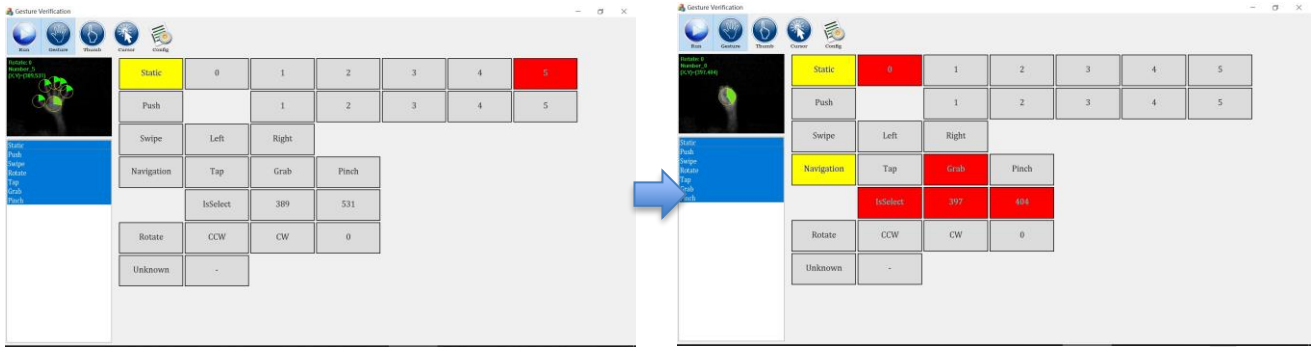 Gesture Verification
Run Gesture Thumb Cursor Config
Rotate: 0
Number_5
(X,Y)=(389,531)
Static 0 1 2 3 4 5
Push 1 2 3 4 5
Swipe Left Right
Navigation Tap Grab Pinch
IsSelect 389 531
Rotate CCW CW 0
Unknown -
Static
Push
Swipe
Rotate
Tap
Grab
Pinch
Gesture Verification
Run Gesture Thumb Cursor Config
Rotate: 0
Number_0
Static 0 1 2 3 4 5
Push 1 2 3 4 5
Swipe Left Right
Navigation Tap Grab Pinch
IsSelect 397 404
Rotate CCW CW 0
Unknown -
Static
Push
Swipe
Rotate
Tap
Grab
Pinch